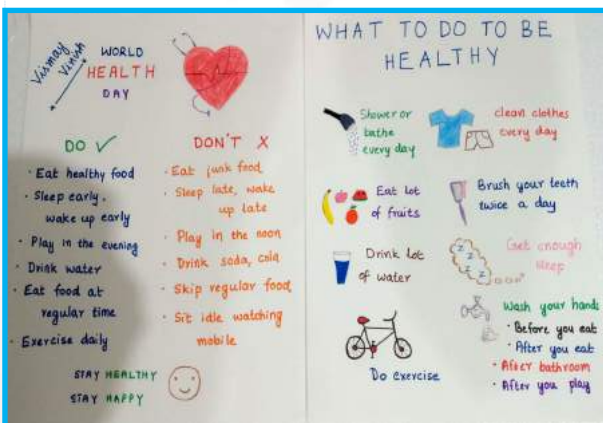 Vismay
Vinish
WORLD
HEALTH
DAY
DO ✓
• Eat healthy food
• Sleep early,
wake up early
• Play in the evening
• Drink water
• Eat food at
regular time
• Exercise daily
DON'T X
• Eat junk food
• Sleep late, wake
up late
• Play in the noon
• Drink soda, cola
• Skip regular food
• Sit idle watching
mobile
STAY HEALTHY
STAY HAPPY
WHAT TO DO TO BE
HEALTHY
Shower or
bathe
every day
clean clothes
every day
Eat lot
of fruits
Brush your teeth
twice a day
Drink lot
of water
Z Z
Z Z
Get enough
sleep
Do exercise
Wash your hands
• Before you eat
• After you eat
• After bathroom
• After you play